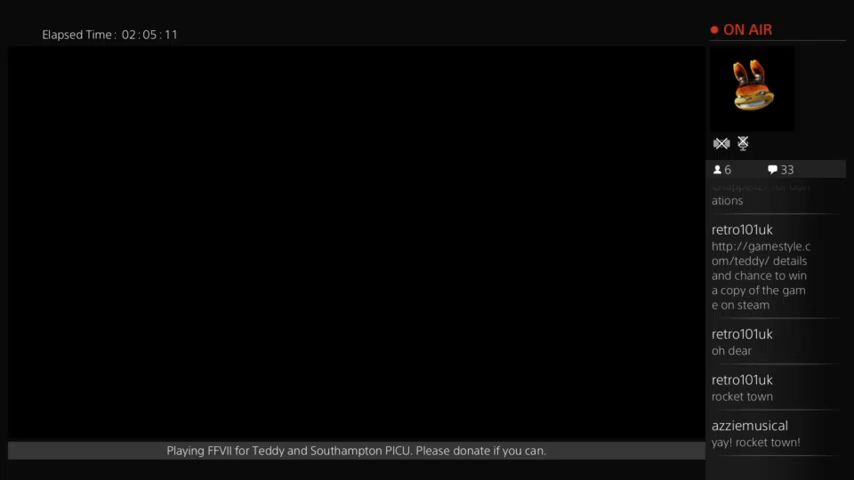 Elapsed Time: 02:05:11
ON AIR
6 33
ations
retro101uk
http://gamestyle.c
om/teddy/ details
and chance to win
a copy of the gam
e on steam
retro101uk
oh dear
retro101uk
rocket town
azziemusical
yay! rocket town!
Playing FFVII for Teddy and Southampton PICU. Please donate if you can.